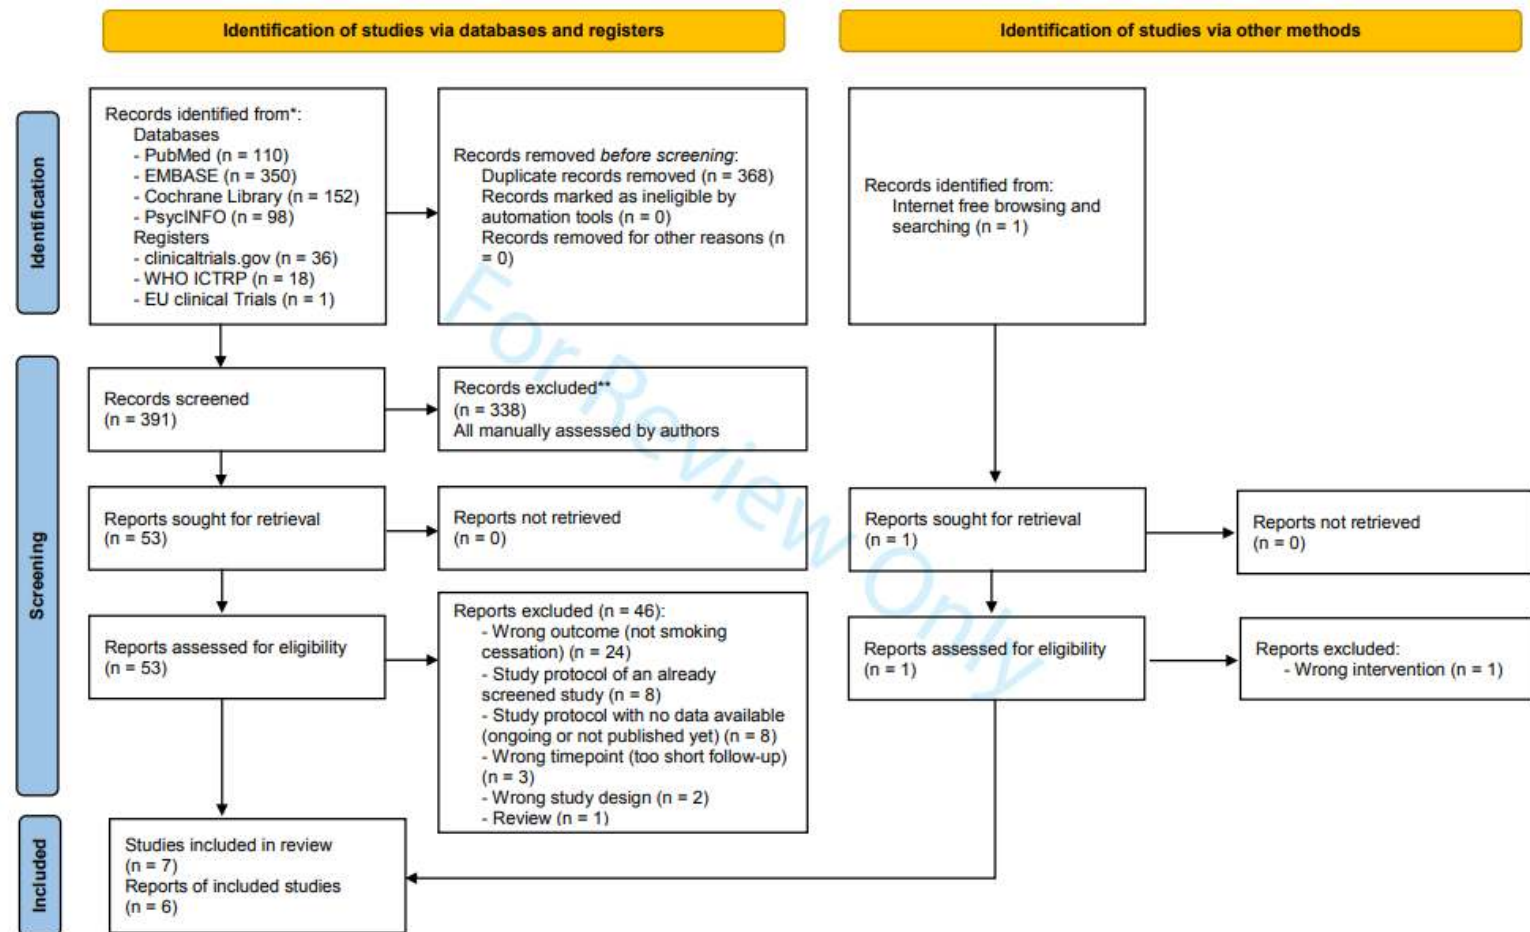 Identification of studies via databases and registers
Identification of studies via other methods
Identification
Records identified from*:
Databases
- PubMed (n = 110)
- EMBASE (n = 350)
- Cochrane Library (n = 152)
- PsycINFO (n = 98)
Registers
- clinicaltrials.gov (n = 36)
- WHO ICTRP (n = 18)
- EU clinical Trials (n = 1)
Records removed before screening:
Duplicate records removed (n = 368)
Records marked as ineligible by
automation tools (n = 0)
Records removed for other reasons (n
= 0)
Records identified from:
Internet free browsing and
searching (n = 1)
Screening
Records screened
(n = 391)
Records excluded**
(n = 338)
All manually assessed by authors
Reports sought for retrieval
(n = 53)
Reports not retrieved
(n = 0)
Reports sought for retrieval
(n = 1)
Reports not retrieved
(n = 0)
Reports assessed for eligibility
(n = 53)
Reports excluded (n = 46):
- Wrong outcome (not smoking
cessation) (n = 24)
- Study protocol of an already
screened study (n = 8)
- Study protocol with no data available
(ongoing or not published yet) (n = 8)
- Wrong timepoint (too short follow-up)
(n = 3)
- Wrong study design (n = 2)
- Review (n = 1)
Reports assessed for eligibility
(n = 1)
Reports excluded:
- Wrong intervention (n = 1)
Included
Studies included in review
(n = 7)
Reports of included studies
(n = 6)
For Review Only